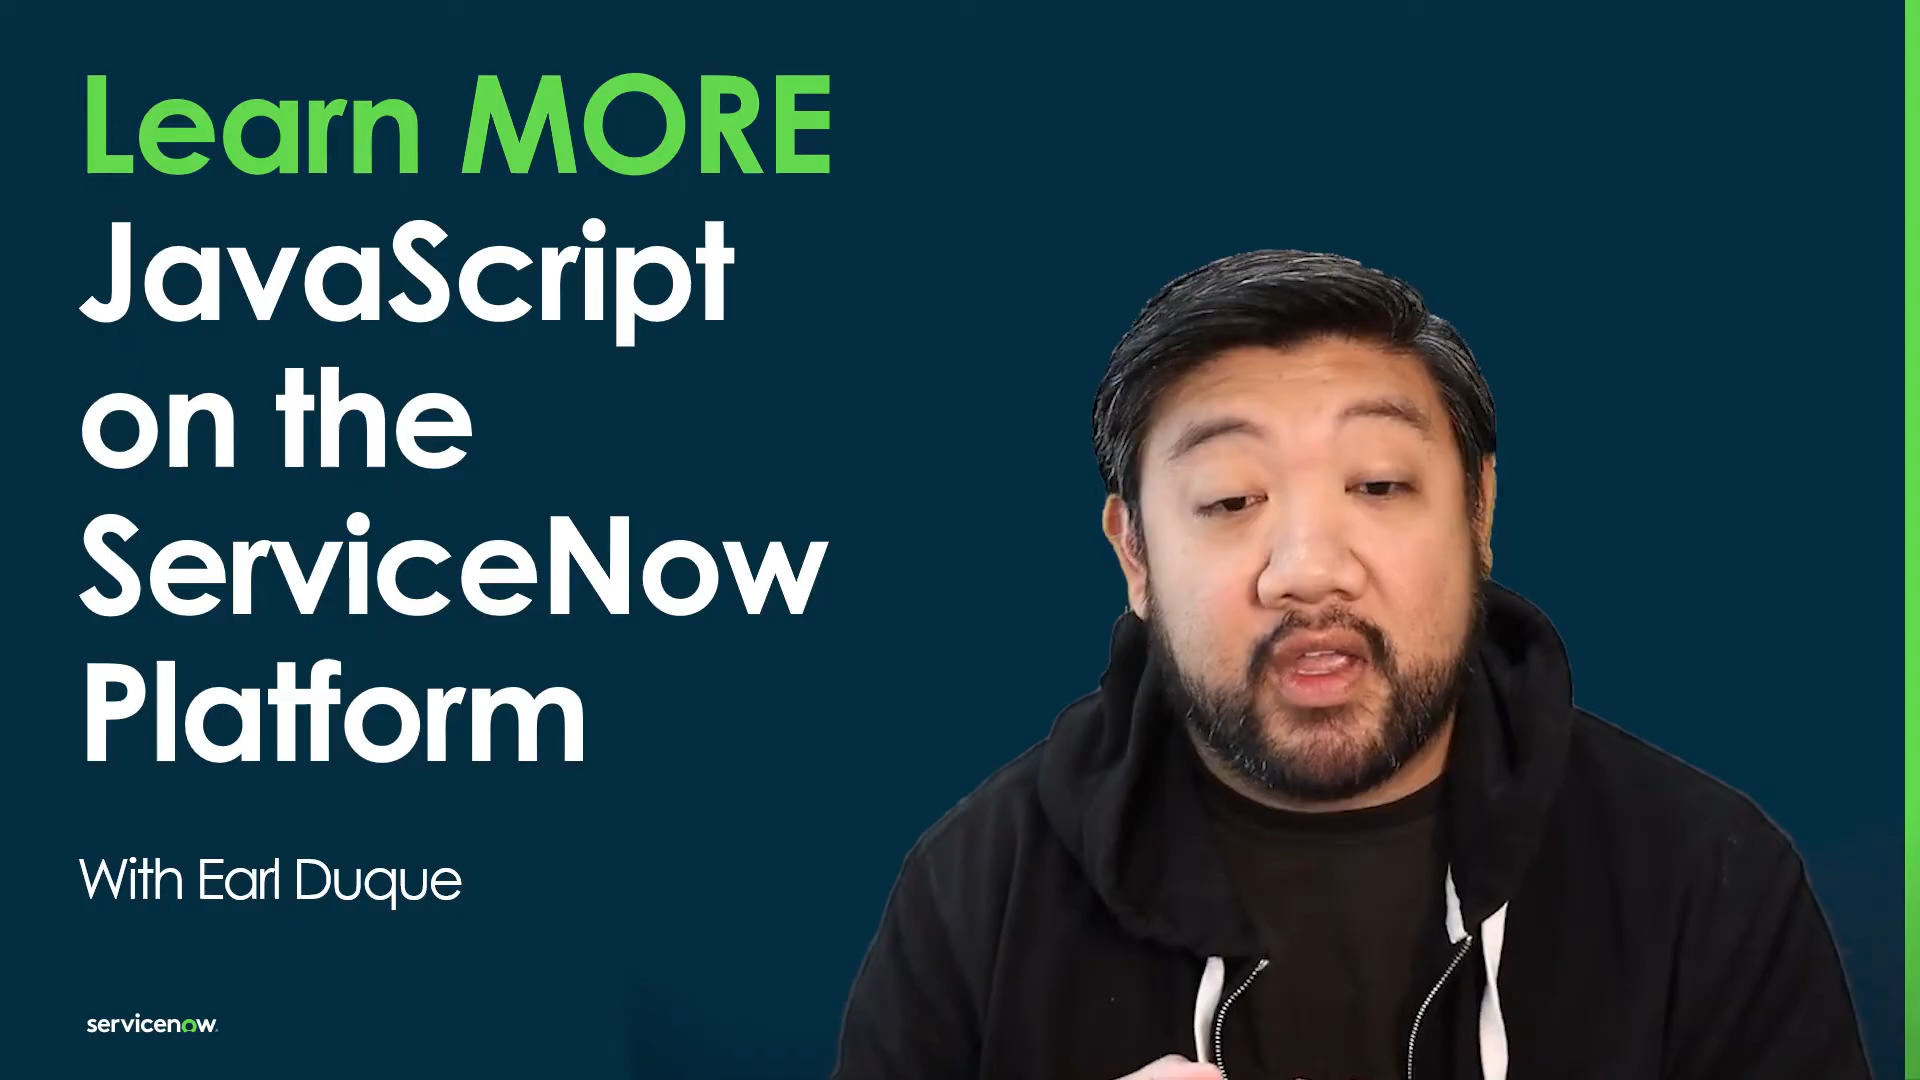 Learn MORE
JavaScript
on the
ServiceNow
Platform
With Earl Duque
servicenow